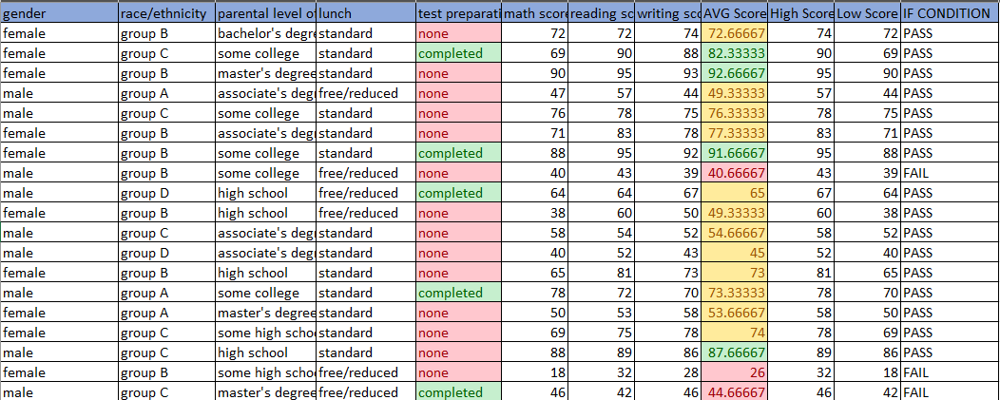 gender race/ethnicity parental level o lunch test preparati math score reading sc writing sco AVG Score High Score Low Score IF CONDITION
female group B bachelor's degr standard none 72 72 74 72.66667 74 72 PASS
female group C some college standard completed 69 90 88 82.33333 90 69 PASS
female group B master's degree standard none 90 95 93 92.66667 95 90 PASS
male group A associate's deg free/reduced none 47 57 44 49.33333 57 44 PASS
male group C some college standard none 76 78 75 76.33333 78 75 PASS
female group B associate's deg standard none 71 83 78 77.33333 83 71 PASS
female group B some college standard completed 88 95 92 91.66667 95 88 PASS
male group B some college free/reduced none 40 43 39 40.66667 43 39 FAIL
male group D high school free/reduced completed 64 64 67 65 67 64 PASS
female group B high school free/reduced none 38 60 50 49.33333 60 38 PASS
male group C associate's deg standard none 58 54 52 54.66667 58 52 PASS
male group D associate's deg standard none 40 52 43 45 52 40 PASS
female group B high school standard none 65 81 73 73 81 65 PASS
male group A some college standard completed 78 72 70 73.33333 78 70 PASS
female group A master's degree standard none 50 53 58 53.66667 58 50 PASS
female group C some high scho standard none 69 75 78 74 78 69 PASS
male group C high school standard none 88 89 86 87.66667 89 86 PASS
female group B some high scho free/reduced none 18 32 28 26 32 18 FAIL
male group C master's degree free/reduced completed 46 42 46 44.66667 46 42 FAIL